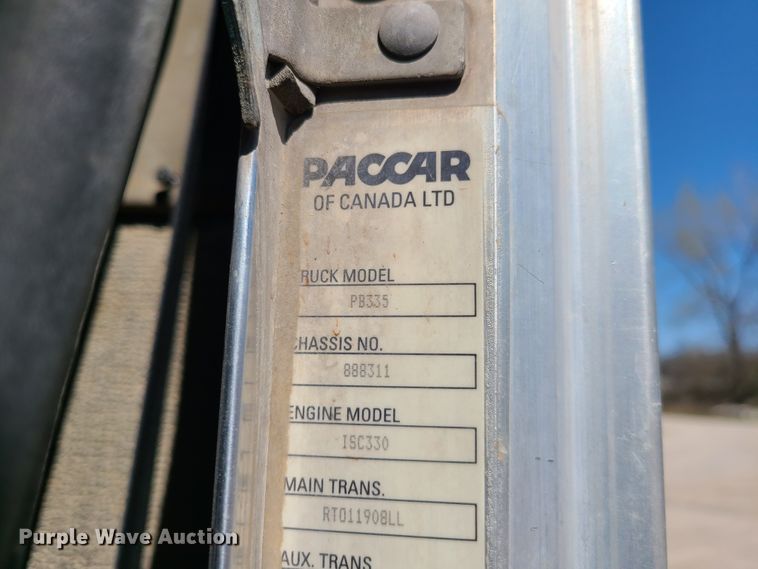 PACCAR
OF CANADA LTD
RUCK MODEL
PB335
CHASSIS NO.
888311
ENGINE MODEL
ISC330
MAIN TRANS.
RTO11908LL
AUX. TRANS
Purple Wave Auction